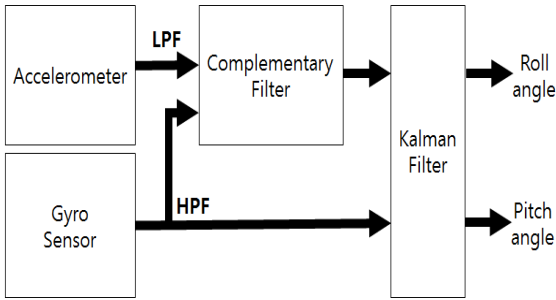 LPF
Accelerometer
Complementary
Filter
Roll
angle
Kalman
Filter
HPF
Gyro
Sensor
Pitch
angle